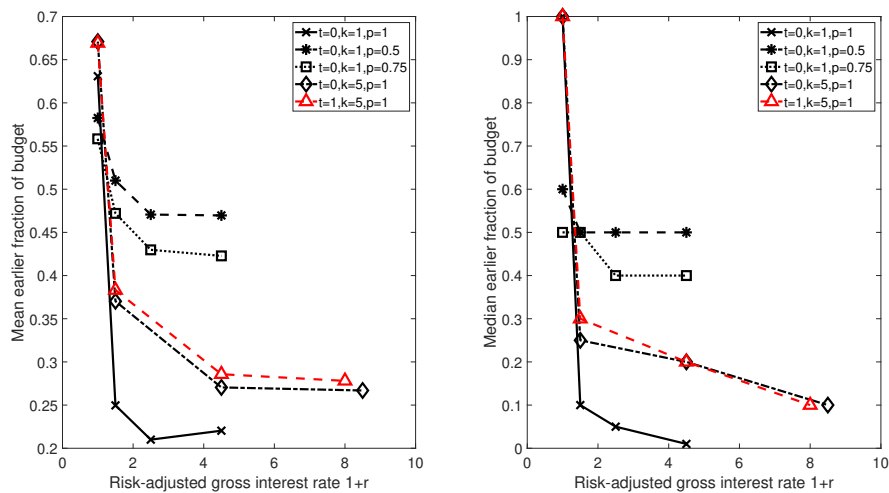 Mean earlier fraction of budget
0.7
0.65
0.6
0.55
0.5
0.45
0.4
0.35
0.3
0.25
0.2
0 2 4 6 8 10
Risk-adjusted gross interest rate 1+r
t=0,k=1,p=1
t=0,k=1,p=0.5
t=0,k=1,p=0.75
t=0,k=5,p=1
t=1,k=5,p=1
Median earlier fraction of budget
1
0.9
0.8
0.7
0.6
0.5
0.4
0.3
0.2
0.1
0
0 2 4 6 8 10
Risk-adjusted gross interest rate 1+r
t=0,k=1,p=1
t=0,k=1,p=0.5
t=0,k=1,p=0.75
t=0,k=5,p=1
t=1,k=5,p=1